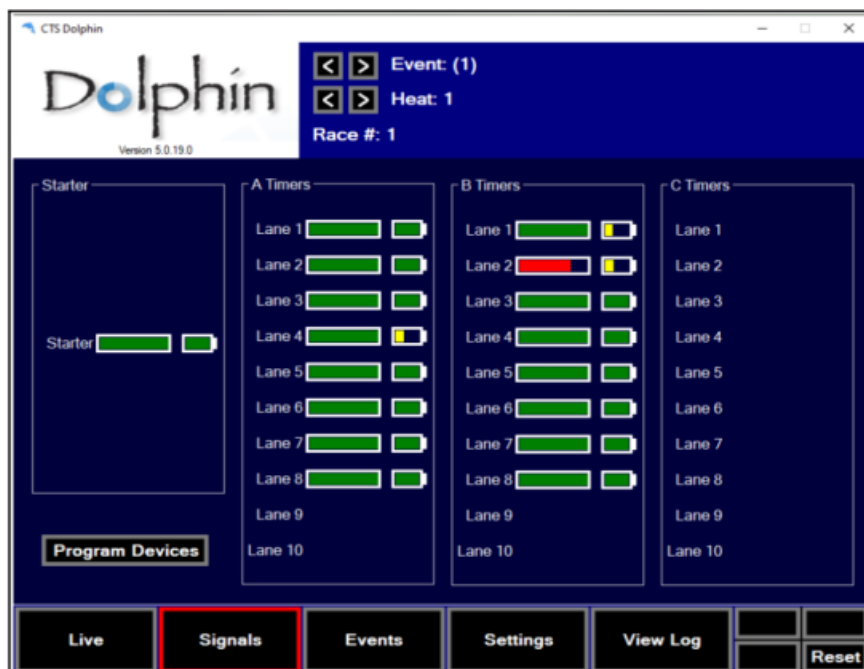 CTS Dolphin
Dolphin
Version 5.0.19.0
< > Event: (1)
< > Heat: 1
Race #: 1
Starter
Starter
Program Devices
A Timers
Lane 1
Lane 2
Lane 3
Lane 4
Lane 5
Lane 6
Lane 7
Lane 8
Lane 9
Lane 10
B Timers
Lane 1
Lane 2
Lane 3
Lane 4
Lane 5
Lane 6
Lane 7
Lane 8
Lane 9
Lane 10
C Timers
Lane 1
Lane 2
Lane 3
Lane 4
Lane 5
Lane 6
Lane 7
Lane 8
Lane 9
Lane 10
Live
Signals
Events
Settings
View Log
Reset